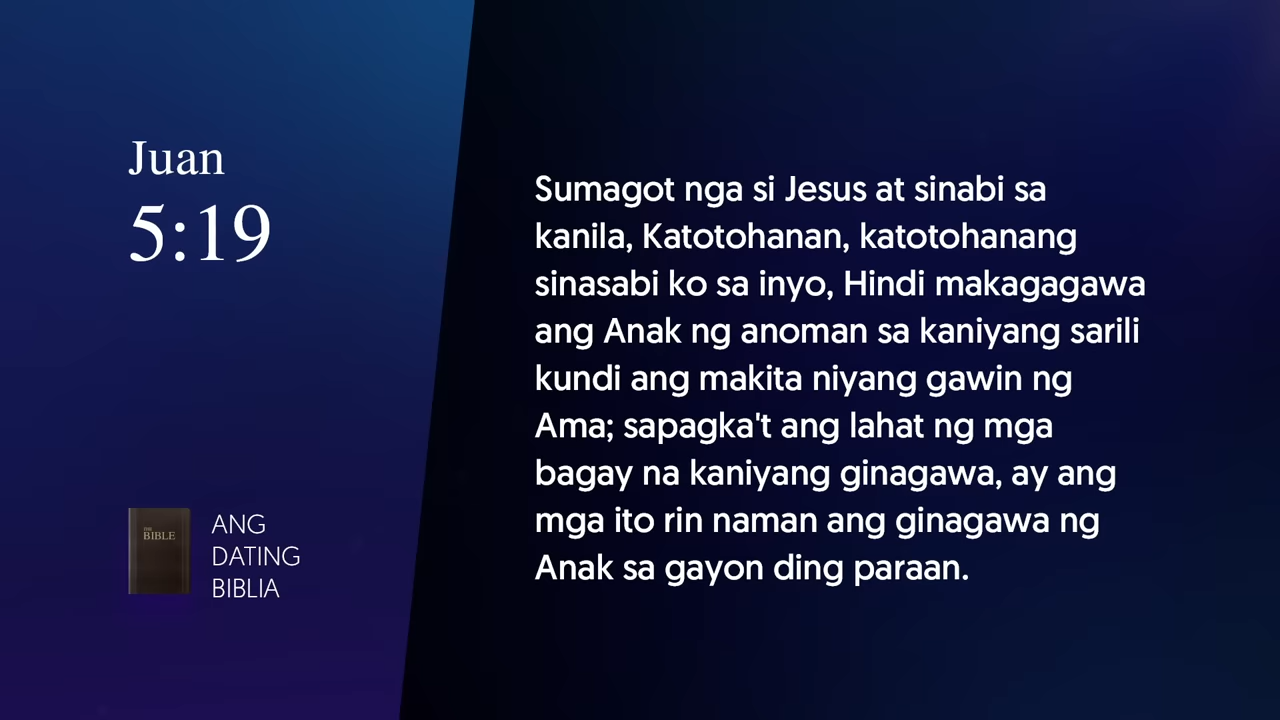 Juan
5:19
Sumagot nga si Jesus at sinabi sa
kanila, Katotohanan, katotohanang
sinasabi ko sa inyo, Hindi makagagawa
ang Anak ng anoman sa kaniyang sarili
kundi ang makita niyang gawin ng
Ama; sapagka't ang lahat ng mga
bagay na kaniyang ginagawa, ay ang
mga ito rin naman ang ginagawa ng
Anak sa gayon ding paraan.
THE
BIBLE
ANG
DATING
BIBLIA